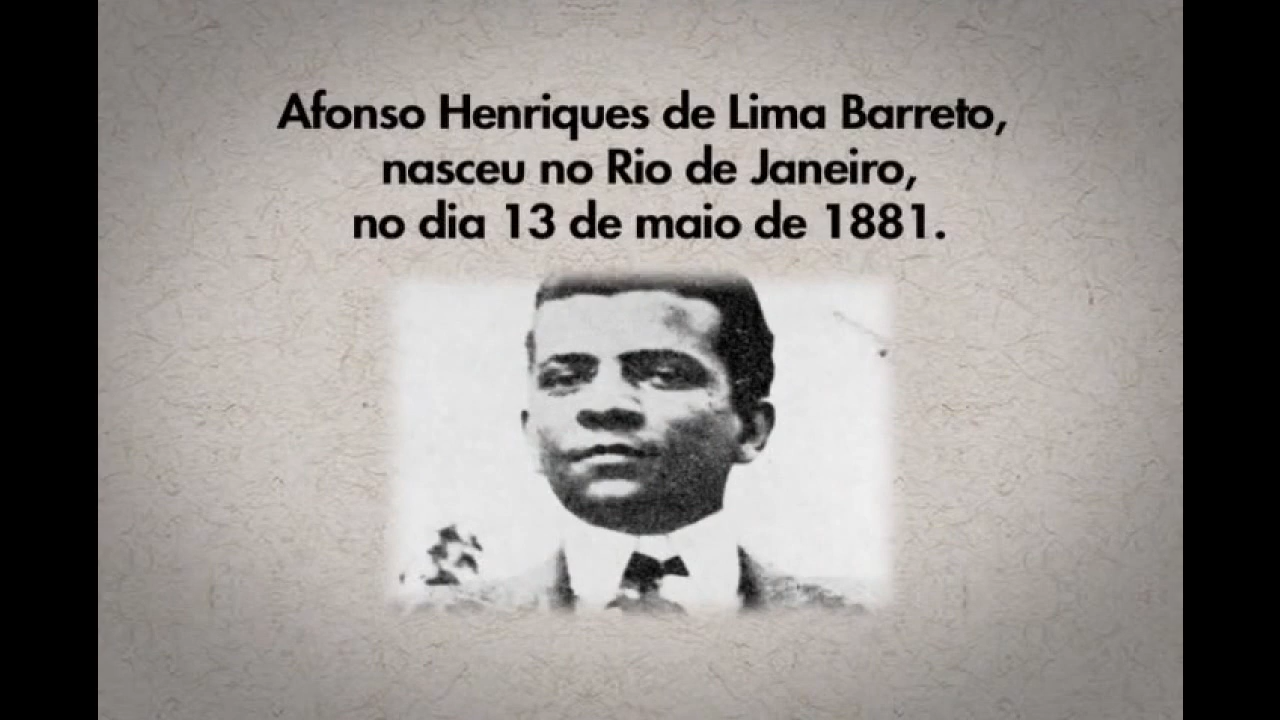 Afonso Henriques de Lima Barreto,
nasceu no Rio de Janeiro,
no dia 13 de maio de 1881.